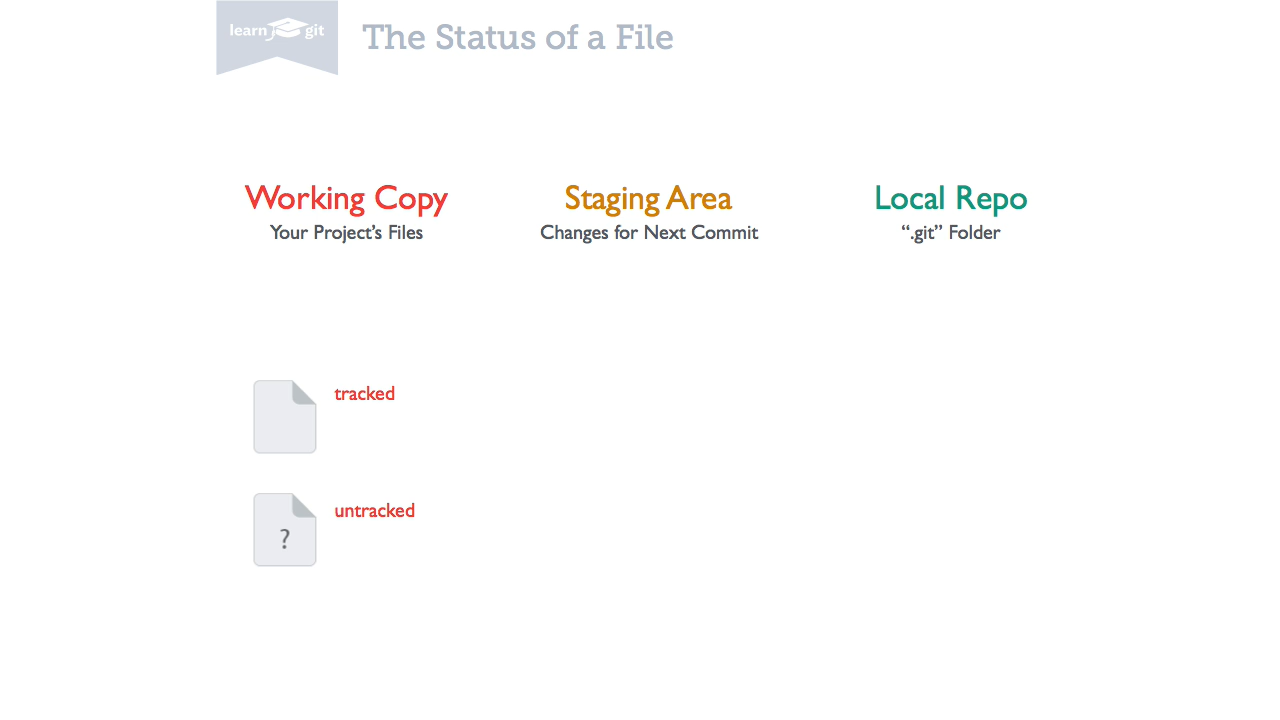 learn git
The Status of a File
Working Copy
Your Project's Files
Staging Area
Changes for Next Commit
Local Repo
“.git” Folder
tracked
untracked
?